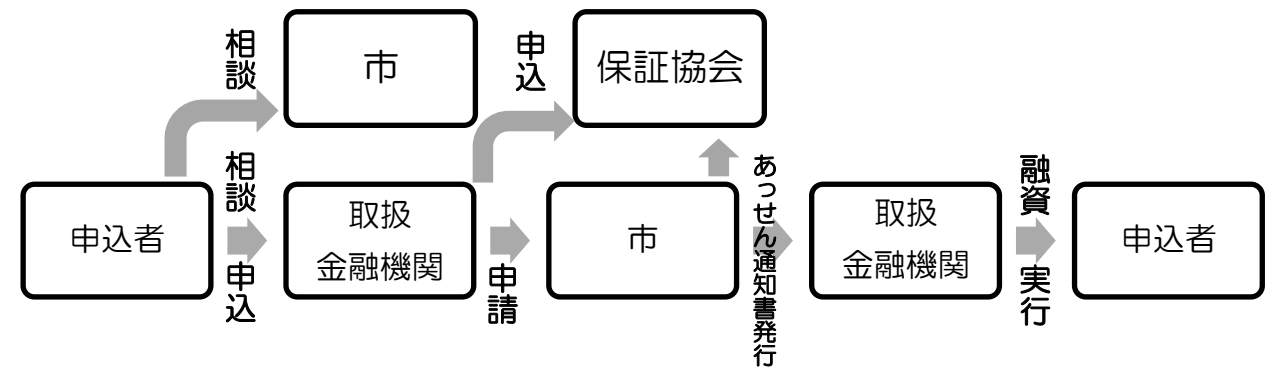 相談
市
申込
保証協会
申込者
相談
申込
取扱
金融機関
申請
市
あっせん通知書発行
取扱
金融機関
融資
実行
申込者